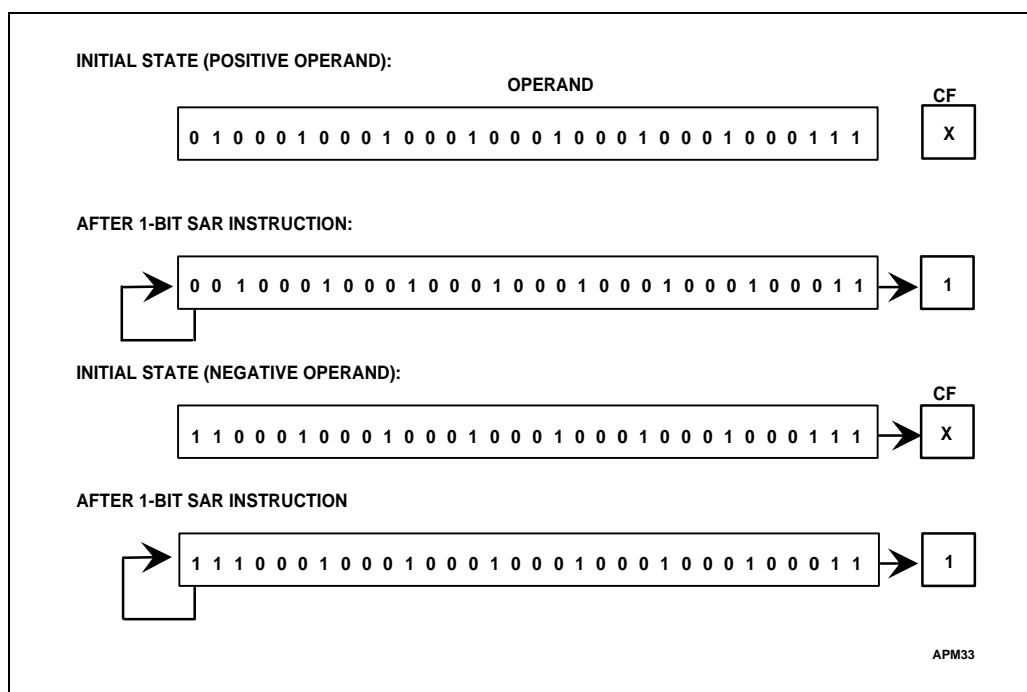 INITIAL STATE (POSITIVE OPERAND):
OPERAND
CF
0 1 0 0 0 1 0 0 0 1 0 0 0 1 0 0 0 1 0 0 0 1 0 0 0 1 0 0 0 1 1 1
X
AFTER 1-BIT SAR INSTRUCTION:
0 0 1 0 0 0 1 0 0 0 1 0 0 0 1 0 0 0 1 0 0 0 1 0 0 0 1 0 0 0 1 1
1
INITIAL STATE (NEGATIVE OPERAND):
CF
1 1 0 0 0 1 0 0 0 1 0 0 0 1 0 0 0 1 0 0 0 1 0 0 0 1 0 0 0 1 1 1
X
AFTER 1-BIT SAR INSTRUCTION
1 1 1 0 0 0 1 0 0 0 1 0 0 0 1 0 0 0 1 0 0 0 1 0 0 0 1 0 0 0 1 1
1
APM33